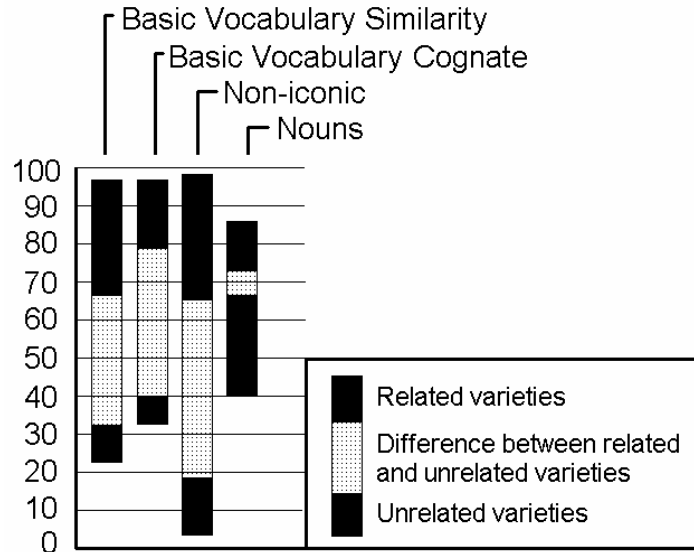 Basic Vocabulary Similarity
Basic Vocabulary Cognate
Non-iconic
Nouns
100
90
80
70
60
50
40
30
20
10
0
Related varieties
Difference between related
and unrelated varieties
Unrelated varieties